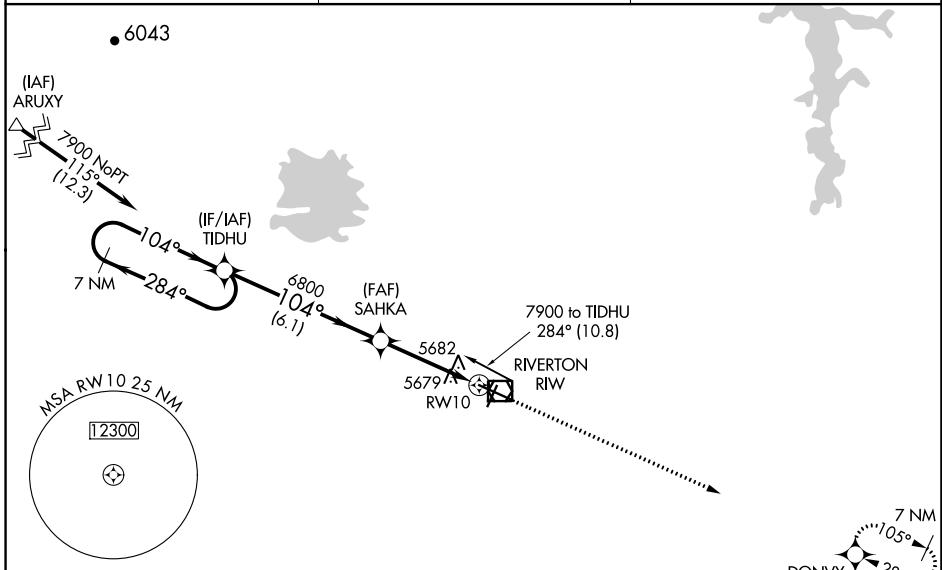 6043
(IAF)
ARUXY
7900 NoPT
115°
(12.3)
(IF/IAF)
TIDHU
104°
7 NM
284°
6800
104°
(6.1)
(FAF)
SAHKA
7900 to TIDHU
284° (10.8)
5682
5679
RW10
RIVERTON
RIW
MSA RW10 25 NM
12300
7 NM
105°